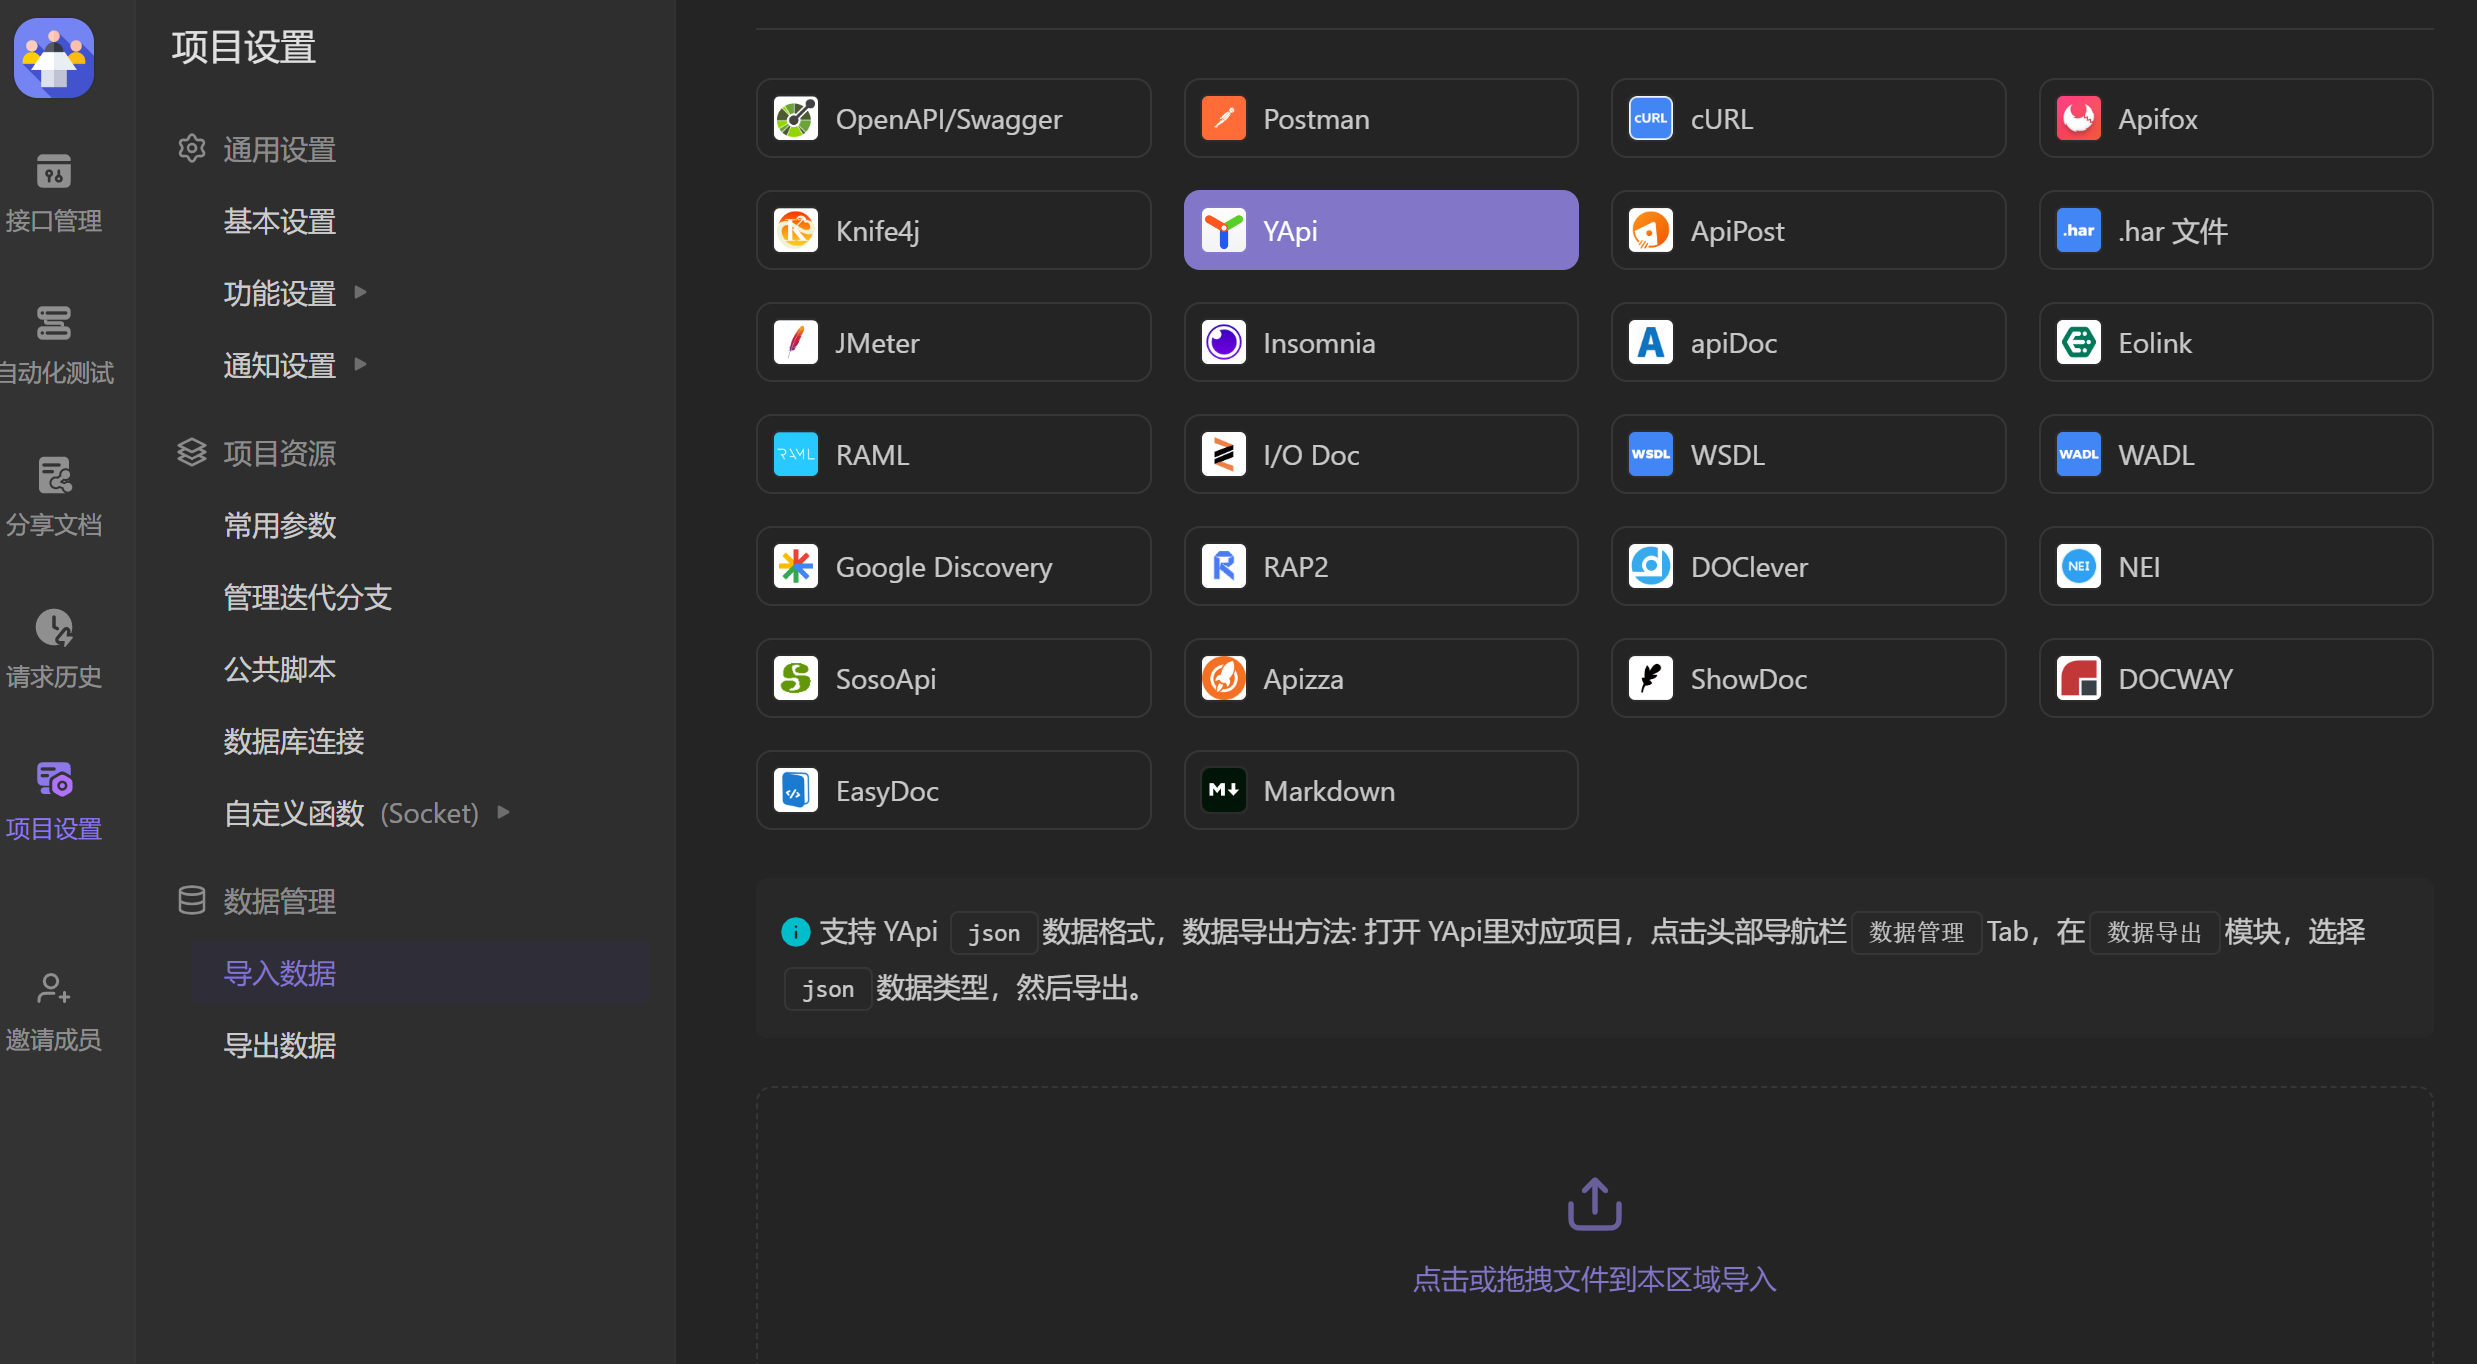 项目设置
接口管理
自动化测试
分享文档
请求历史
项目设置
邀请成员
通用设置
基本设置
功能设置
通知设置
项目资源
常用参数
管理迭代分支
公共脚本
数据库连接
自定义函数 (Socket)
数据管理
导入数据
导出数据
OpenAPI/Swagger
Postman
cURL cURL
Apifox
Knife4j
YApi
ApiPost
.har .har 文件
JMeter
Insomnia
apiDoc
Eolink
RAML RAML
I/O Doc
WSDL WSDL
WADL WADL
Google Discovery
RAP2
DOClever
NEI NEI
SosoApi
Apizza
ShowDoc
DOCWAY
EasyDoc
Markdown
支持 YApi json 数据格式，数据导出方法: 打开 YApi里对应项目，点击头部导航栏 数据管理 Tab，在 数据导出 模块，选择
json 数据类型，然后导出。
点击或拖拽文件到本区域导入